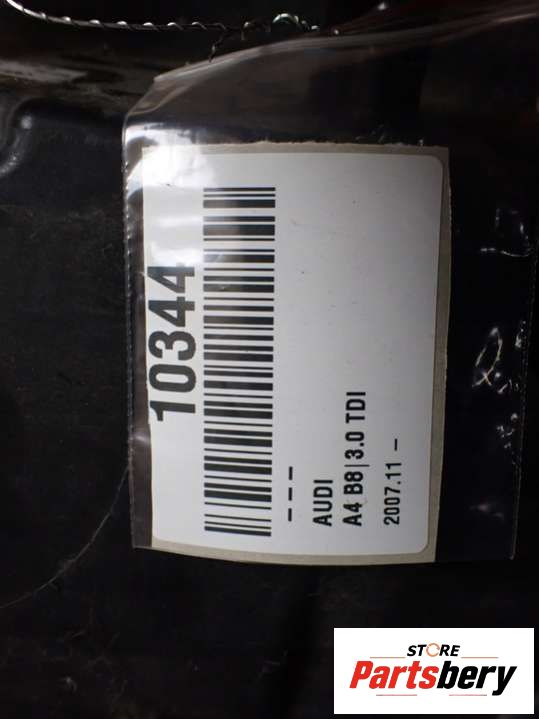 10344
---
AUDI
A4 B8|3.0 TDI
2007.11 -
STORE
Partsbery